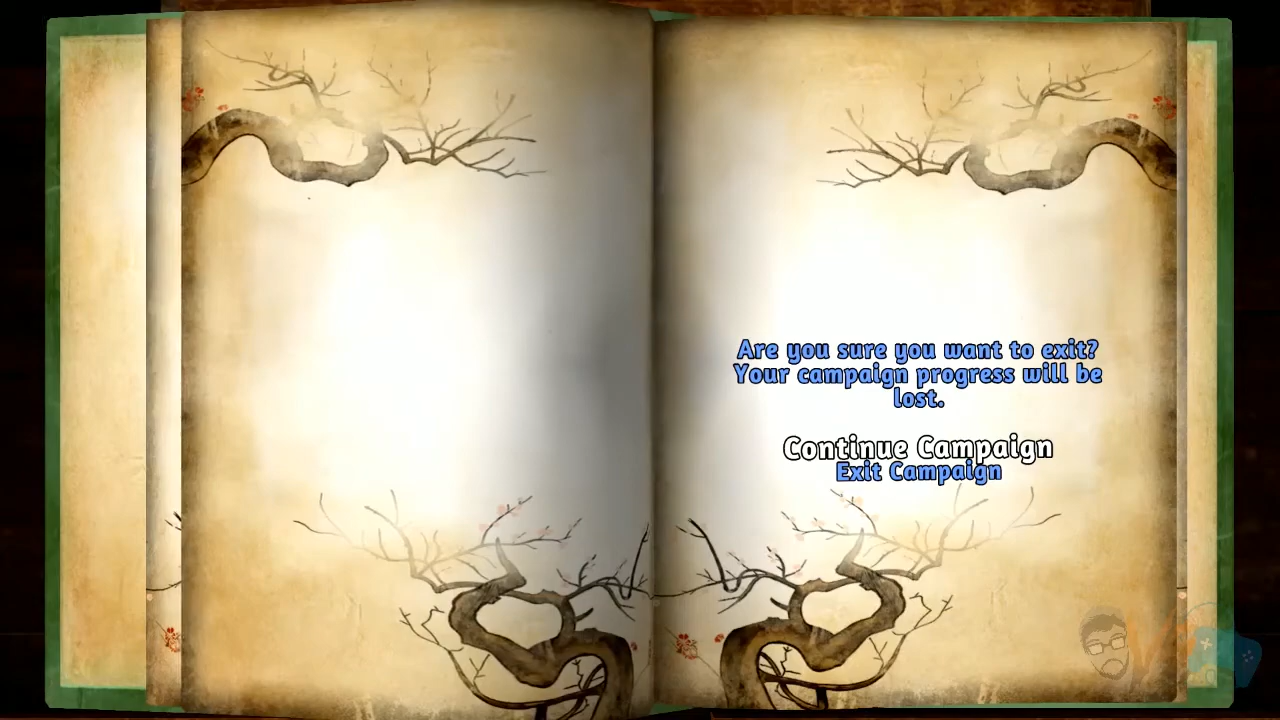 Are you sure you want to exit?
Your campaign progress will be
lost.
Continue Campaign
Exit Campaign